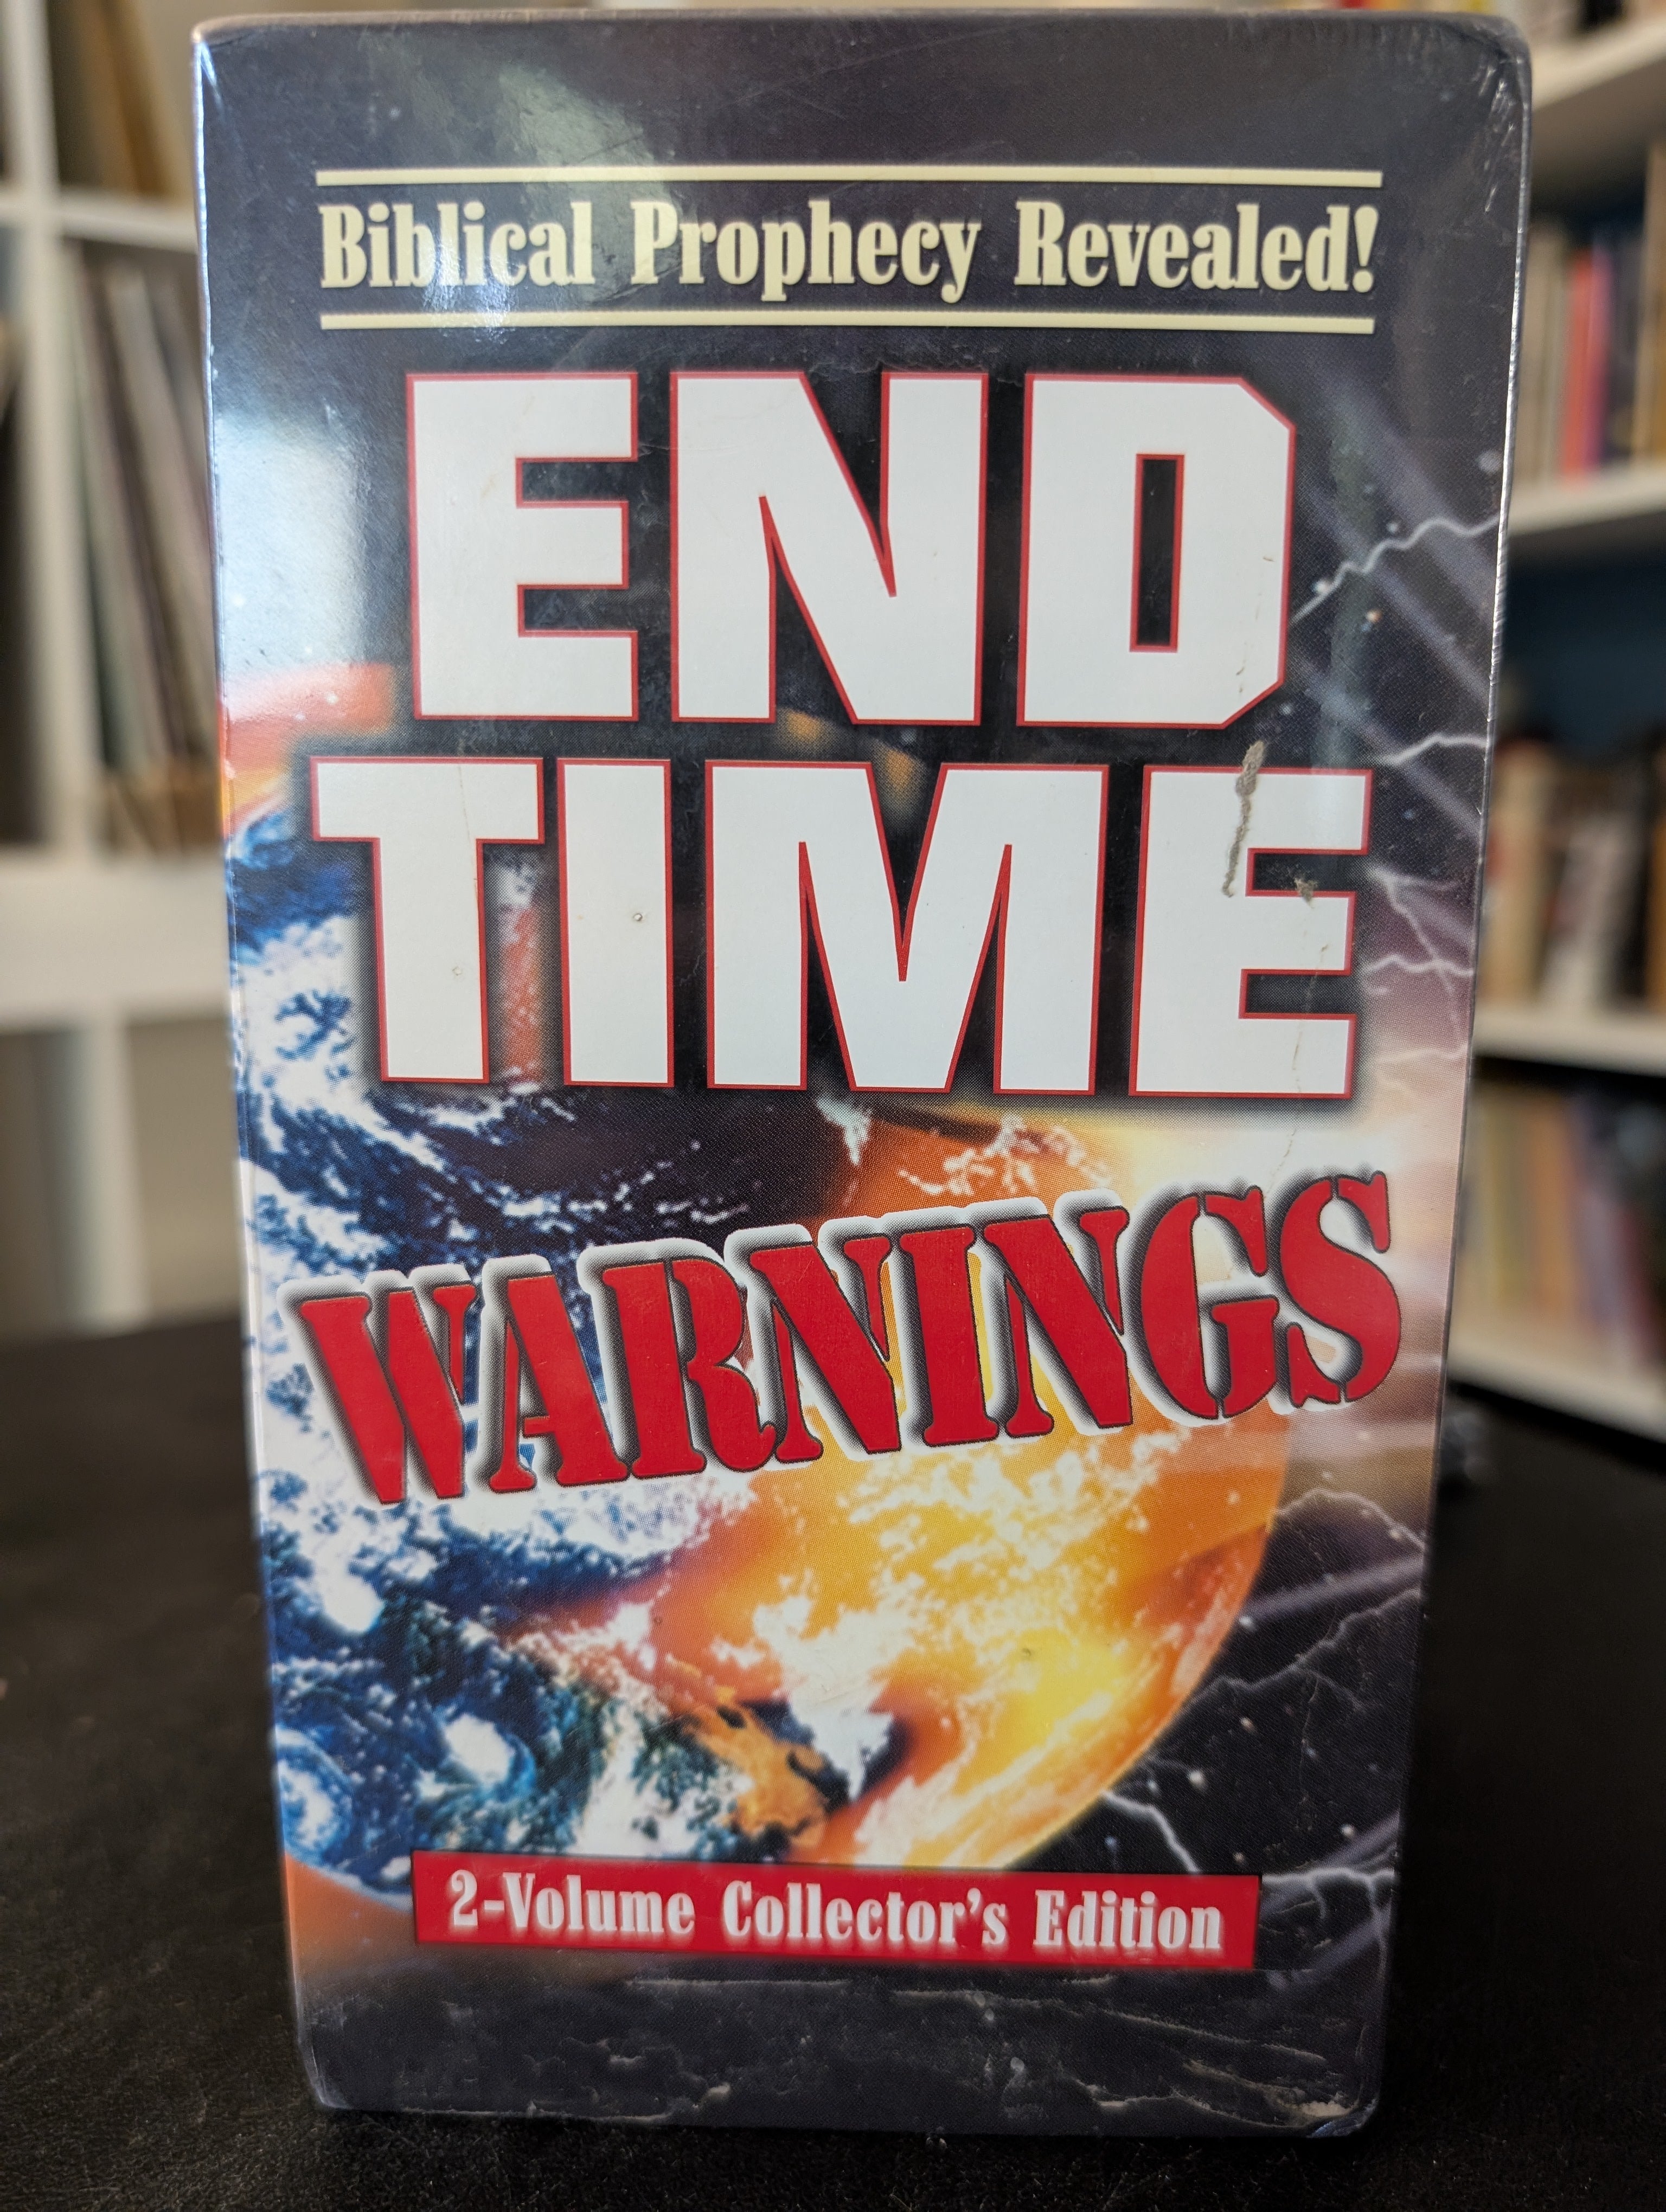 Biblical Prophecy Revealed!
END
TIME
WARNINGS
2-Volume Collector's Edition